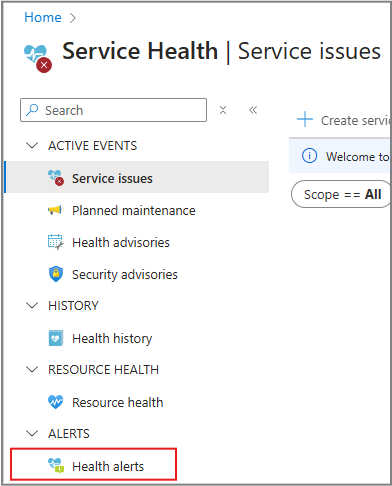 Home >
Service Health | Service issues
Search
Create servic
ACTIVE EVENTS
Welcome to
Service issues
Scope == All
Planned maintenance
Health advisories
Security advisories
HISTORY
Health history
RESOURCE HEALTH
Resource health
ALERTS
Health alerts